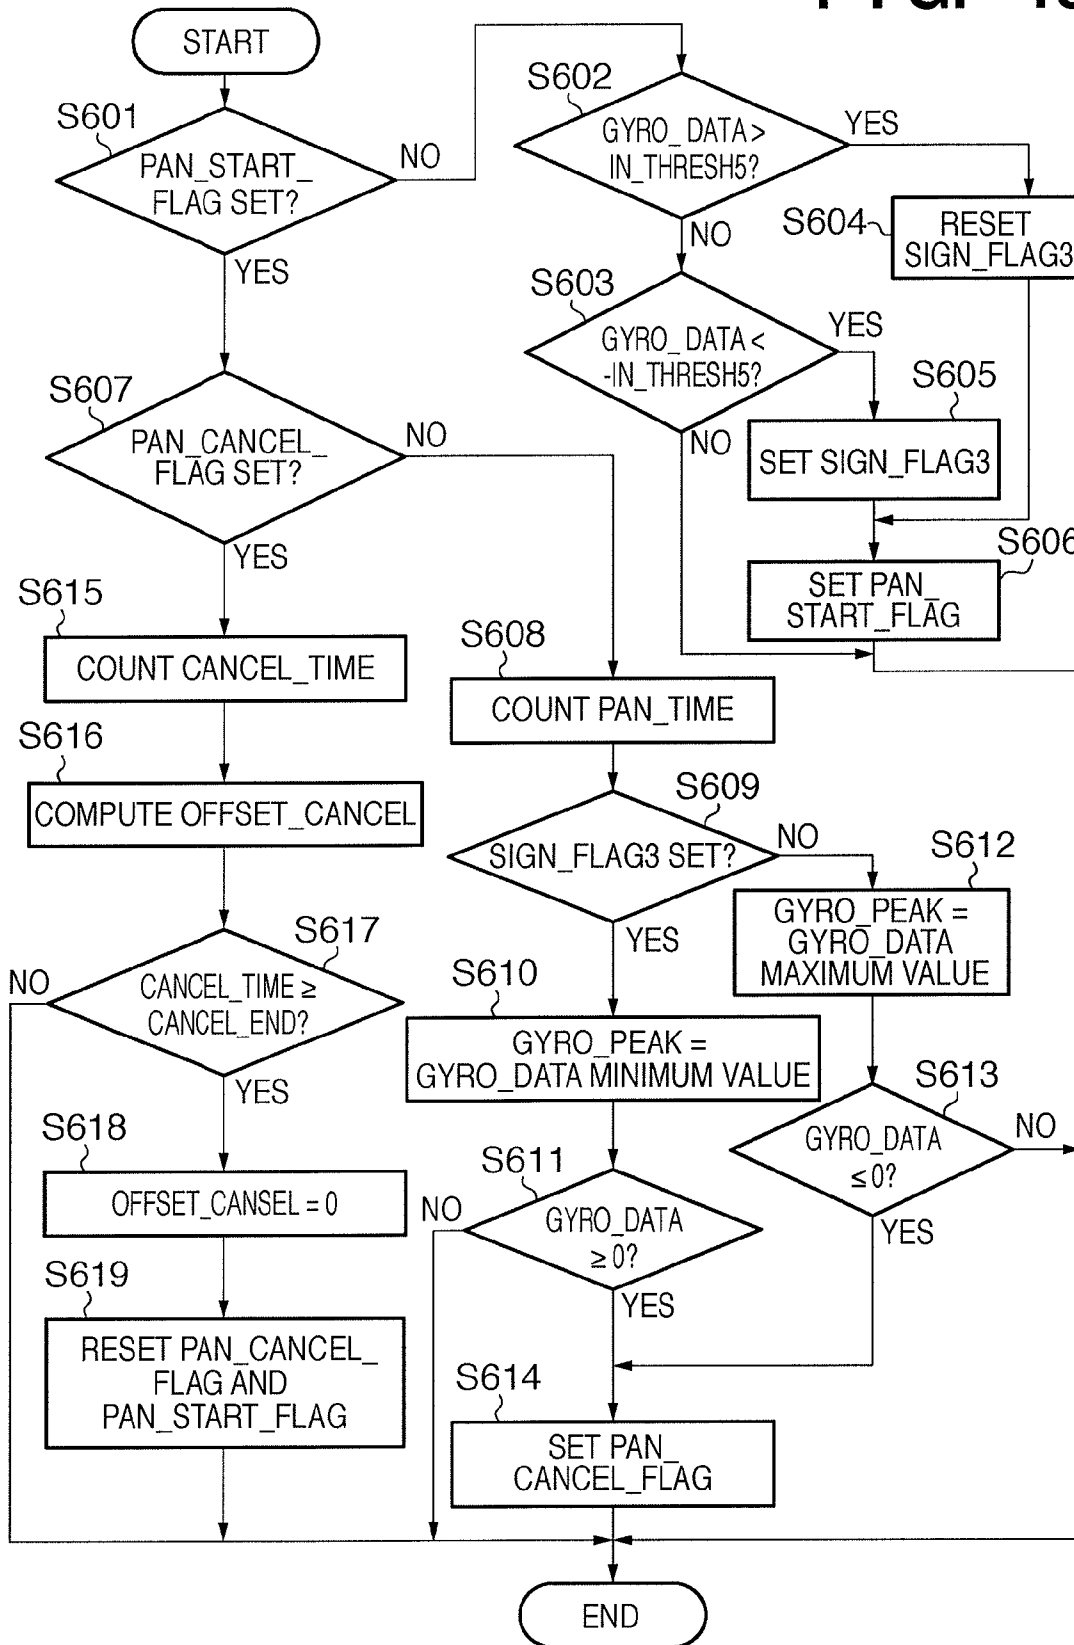 START
S601
PAN_START_
FLAG SET?
NO
YES
S602
GYRO_DATA >
IN_THRESH5?
YES
NO
S604
RESET
SIGN_FLAG3
S603
GYRO_DATA <
-IN_THRESH5?
YES
NO
S605
SET SIGN_FLAG3
S606
SET PAN_
START_FLAG
S607
PAN_CANCEL_
FLAG SET?
NO
YES
S615
COUNT CANCEL_TIME
S616
COMPUTE OFFSET_CANCEL
S617
CANCEL_TIME ≥
CANCEL_END?
NO
YES
S618
OFFSET_CANSEL = 0
S619
RESET PAN_CANCEL_
FLAG AND
PAN_START_FLAG
S608
COUNT PAN_TIME
S609
SIGN_FLAG3 SET?
NO
YES
S612
GYRO_PEAK =
GYRO_DATA
MAXIMUM VALUE
S610
GYRO_PEAK =
GYRO_DATA MINIMUM VALUE
S613
GYRO_DATA
≤ 0?
NO
YES
S611
GYRO_DATA
≥ 0?
NO
YES
S614
SET PAN_
CANCEL_FLAG
END